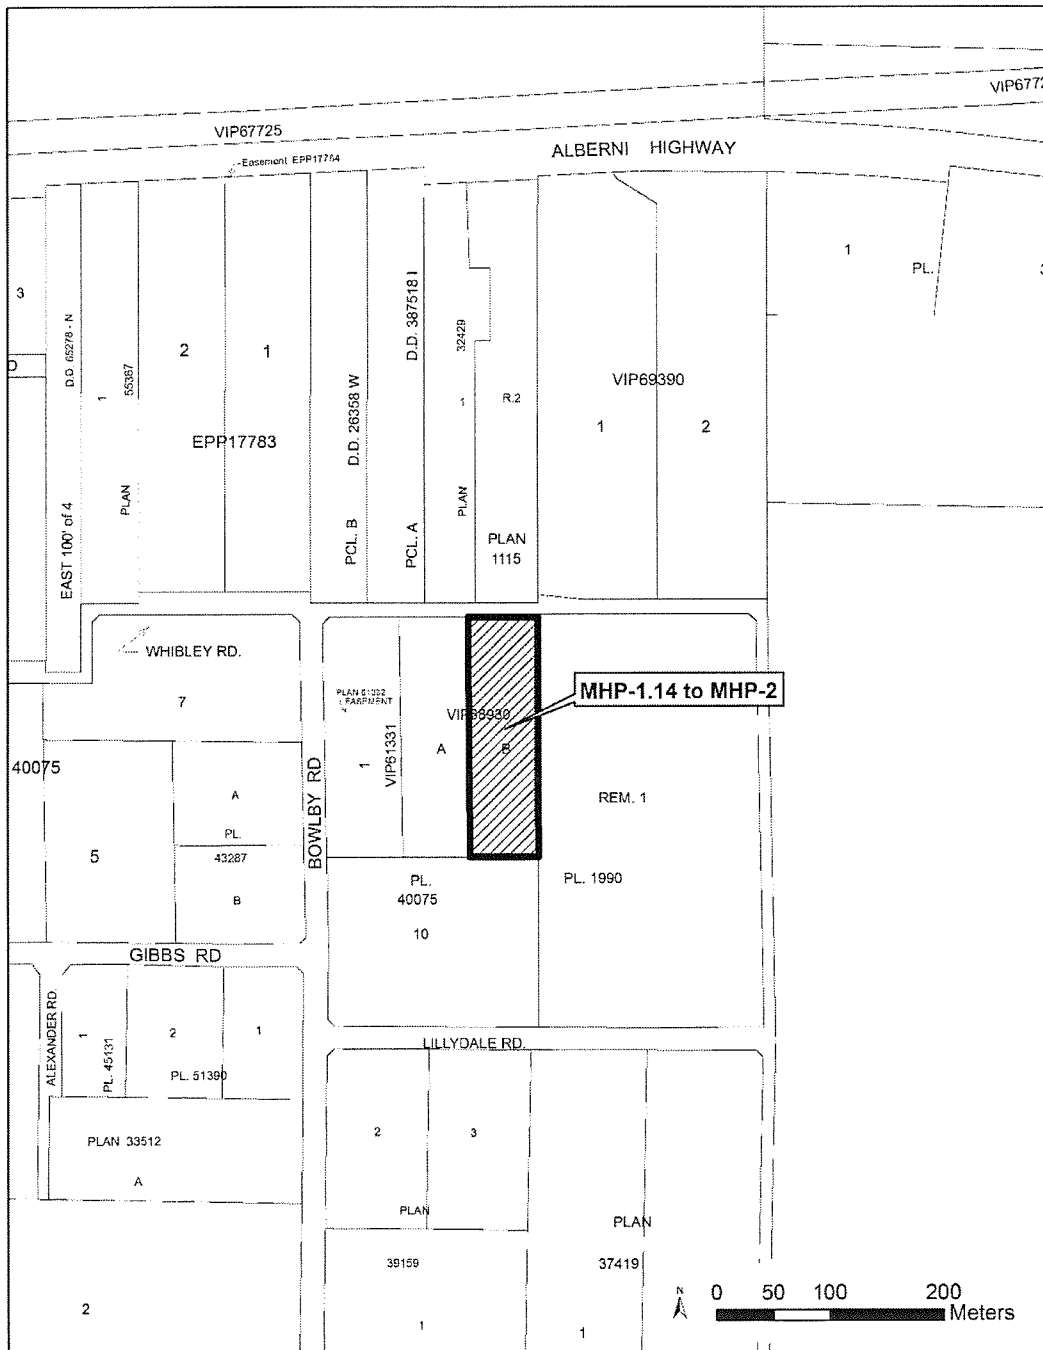 VIP67725
ALBERNI HIGHWAY
Easement EPP17784
3
D.D. 65278 - N
EAST 100' of 4
1
PLAN
55387
2
1
EPP17783
PCL. B
D.D. 26358 W
PCL. A
D.D. 387518 I
PLAN
1
32429
R.2
PLAN
1115
VIP69390
1
2
1
PL.
WHIBLEY RD.
7
40075
5
A
PL.
43287
B
BOWLBY RD
EASEMENT
1
VIP61331
A
B
MHP-1.14 to MHP-2
REM. 1
PL. 1990
PL.
40075
10
GIBBS RD
ALEXANDER RD.
1
PL. 45131
2
1
PL. 51390
PLAN 33512
A
LILLYDALE RD.
2
3
PLAN
39159
1
PLAN
37419
1
2
N
0 50 100 200
Meters